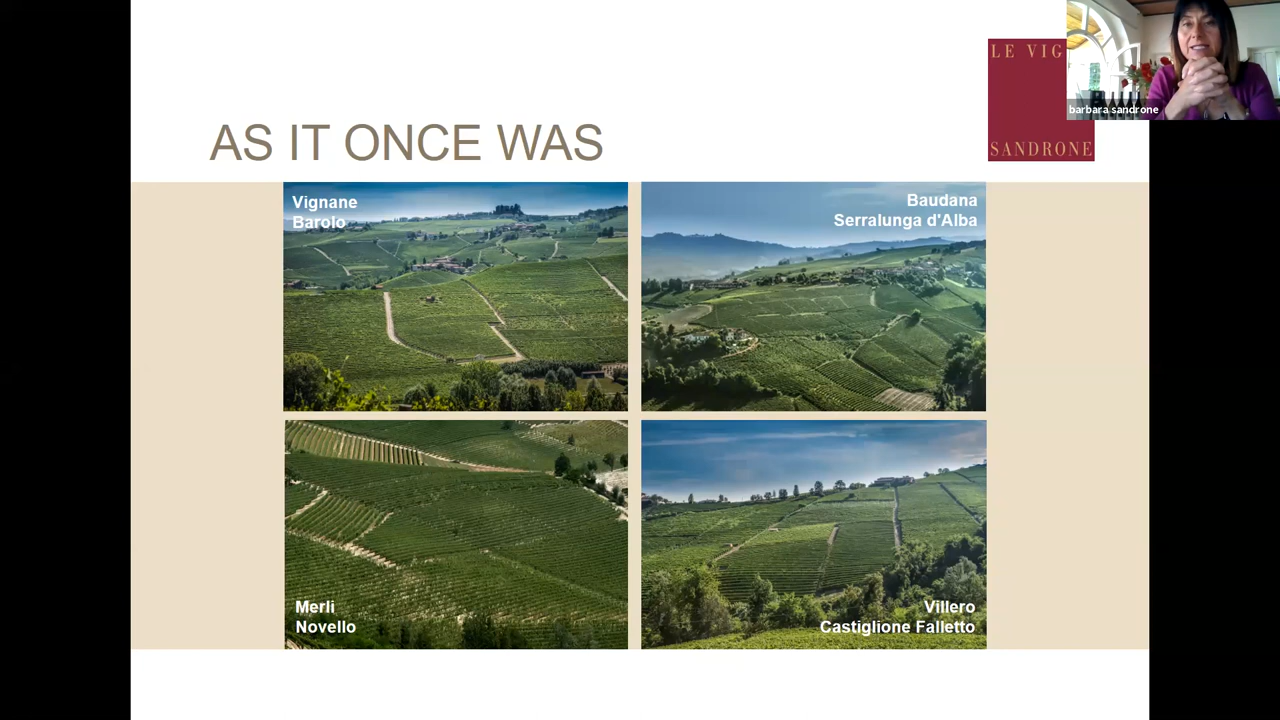 LE VIG
SANDRONE
barbara sandrone
AS IT ONCE WAS
Vignane
Barolo
Baudana
Serralunga d'Alba
Merli
Novello
Villero
Castiglione Falletto